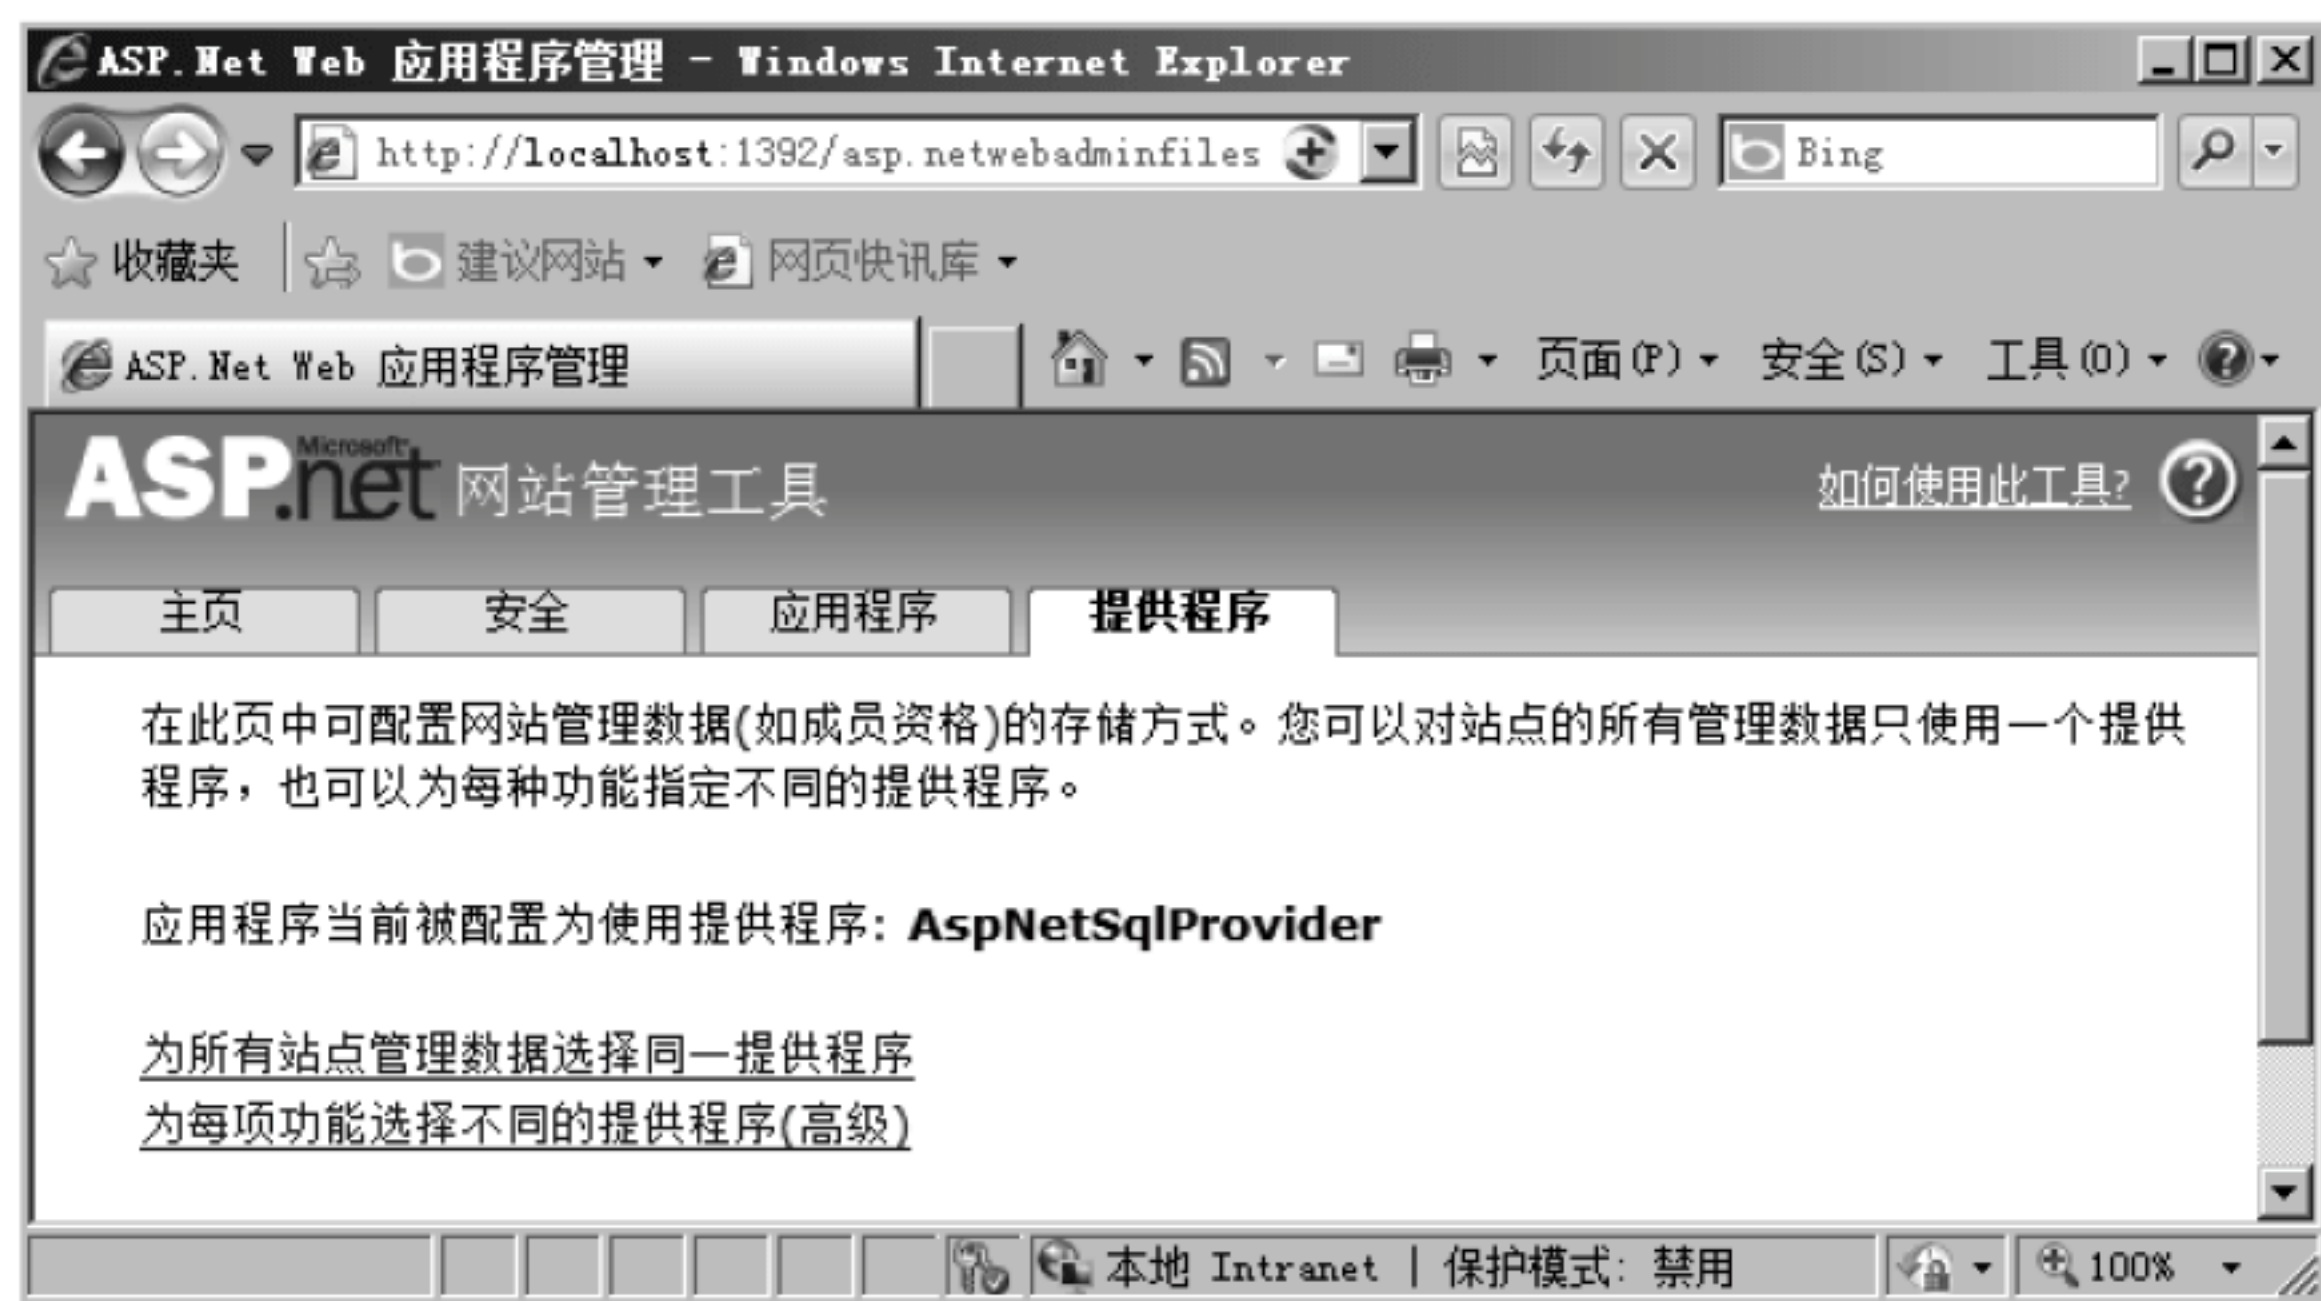 ASP.Net Web 应用程序管理 - Windows Internet Explorer
http://localhost:1392/asp.netwebadminfiles Bing
收藏夹 建议网站 网页快讯库
ASP.Net Web 应用程序管理 页面(P) 安全(S) 工具(O)
Microsoft
ASP.net 网站管理工具 如何使用此工具?
主页 安全 应用程序 提供程序
在此页中可配置网站管理数据(如成员资格)的存储方式。您可以对站点的所有管理数据只使用一个提供
程序，也可以为每种功能指定不同的提供程序。
应用程序当前被配置为使用提供程序: AspNetSqlProvider
为所有站点管理数据选择同一提供程序
为每项功能选择不同的提供程序(高级)
本地 Intranet | 保护模式: 禁用 100%